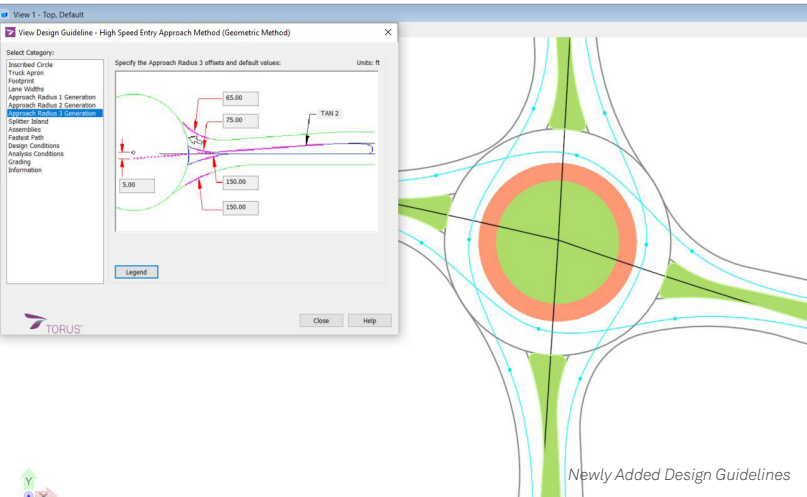 View 1 - Top, Default
View Design Guideline - High Speed Entry Approach Method (Geometric Method)
Select Category:
Inscribed Circle
Truck Apron
Footprint
Lane Widths
Approach Radius 1 Generation
Approach Radius 2 Generation
Approach Radius 3 Generation
Splitter Island
Assemblies
Fastest Path
Design Conditions
Analysis Conditions
Grading
Information
Specify the Approach Radius 3 offsets and default values:
Units: ft
65.00
75.00
TAN 2
5.00
150.00
150.00
Legend
TORUS
Close
Help
Y
X
Newly Added Design Guidelines